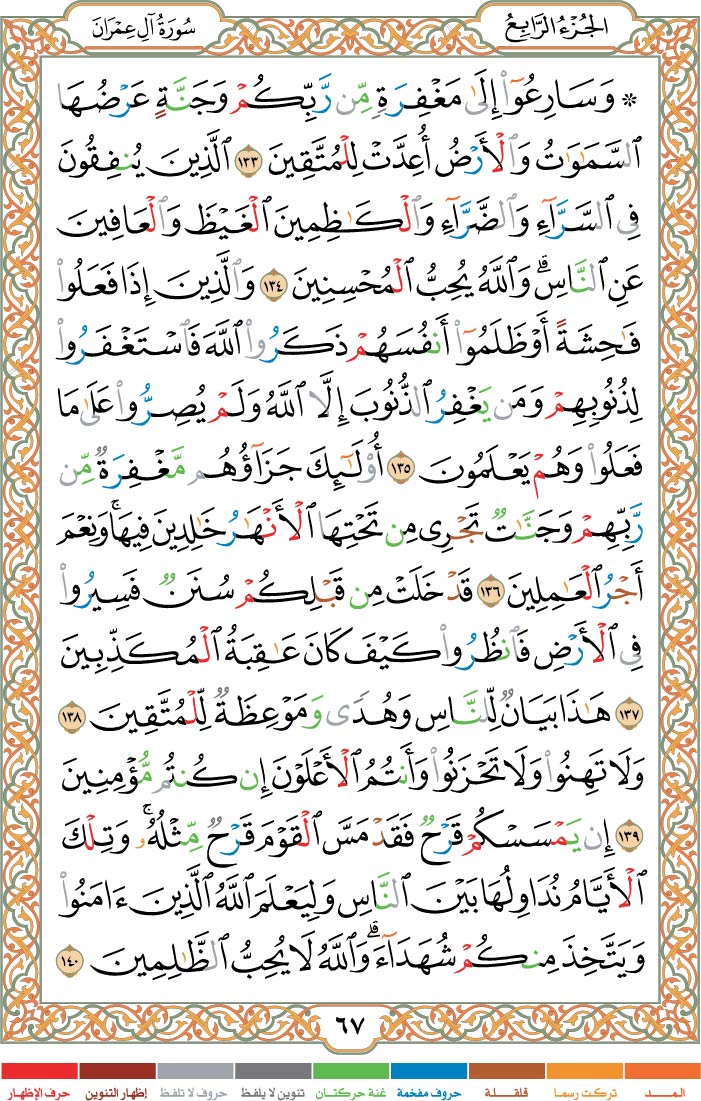 الجُزْءُ الرَّابِعُ
سُورَةُ آلِ عِمْرَانَ
* وَسَارِعُوٓاْ إِلَىٰ مَغْفِرَةٖ مِّن رَّبِّكُمْ وَجَنَّةٍ عَرْضُهَا
ٱلسَّمَٰوَٰتُ وَٱلْأَرْضُ أُعِدَّتْ لِلْمُتَّقِينَ ١٣٣ ٱلَّذِينَ يُنفِقُونَ
فِي ٱلسَّرَّآءِ وَٱلضَّرَّآءِ وَٱلْكَٰظِمِينَ ٱلْغَيْظَ وَٱلْعَافِينَ
عَنِ ٱلنَّاسِۗ وَٱللَّهُ يُحِبُّ ٱلْمُحْسِنِينَ ١٣٤ وَٱلَّذِينَ إِذَا فَعَلُواْ
فَٰحِشَةً أَوْ ظَلَمُوٓاْ أَنفُسَهُمْ ذَكَرُواْ ٱللَّهَ فَٱسْتَغْفَرُواْ
لِذُنُوبِهِمْ وَمَن يَغْفِرُ ٱلذُّنُوبَ إِلَّا ٱللَّهُ وَلَمْ يُصِرُّواْ عَلَىٰ مَا
فَعَلُواْ وَهُمْ يَعْلَمُونَ ١٣٥ أُوْلَٰٓئِكَ جَزَآؤُهُم مَّغْفِرَةٞ مِّن
رَّبِّهِمْ وَجَنَّٰتٞ تَجْرِي مِن تَحْتِهَا ٱلْأَنْهَٰرُ خَٰلِدِينَ فِيهَاۚ وَنِعْمَ
أَجْرُ ٱلْعَٰمِلِينَ ١٣٦ قَدْ خَلَتْ مِن قَبْلِكُمْ سُنَنٞ فَسِيرُواْ
فِي ٱلْأَرْضِ فَٱنظُرُواْ كَيْفَ كَانَ عَٰقِبَةُ ٱلْمُكَذِّبِينَ
١٣٧ هَٰذَا بَيَانٞ لِّلنَّاسِ وَهُدٗى وَمَوْعِظَةٞ لِّلْمُتَّقِينَ ١٣٨
وَلَا تَهِنُواْ وَلَا تَحْزَنُواْ وَأَنتُمُ ٱلْأَعْلَوْنَ إِن كُنتُم مُّؤْمِنِينَ
١٣٩ إِن يَمْسَسْكُمْ قَرْحٞ فَقَدْ مَسَّ ٱلْقَوْمَ قَرْحٞ مِّثْلُهُۥۚ وَتِلْكَ
ٱلْأَيَّامُ نُدَاوِلُهَا بَيْنَ ٱلنَّاسِ وَلِيَعْلَمَ ٱللَّهُ ٱلَّذِينَ ءَامَنُواْ
وَيَتَّخِذَ مِنكُمْ شُهَدَآءَۗ وَٱللَّهُ لَا يُحِبُّ ٱلظَّٰلِمِينَ ١٤٠
٦٧
المــد تركت رسما قلقلة حروف مفخمة غنة حركتان تنوين لا يلفظ حروف لا تلفظ إظهار التنوين حرف الإظهار